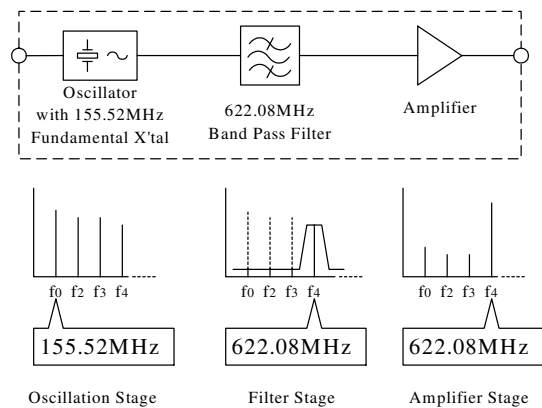 Oscillator
with 155.52MHz
Fundamental X'tal
622.08MHz
Band Pass Filter
Amplifier
f0 f2 f3 f4
f0 f2 f3 f4
f0 f2 f3 f4
155.52MHz
622.08MHz
622.08MHz
Oscillation Stage
Filter Stage
Amplifier Stage